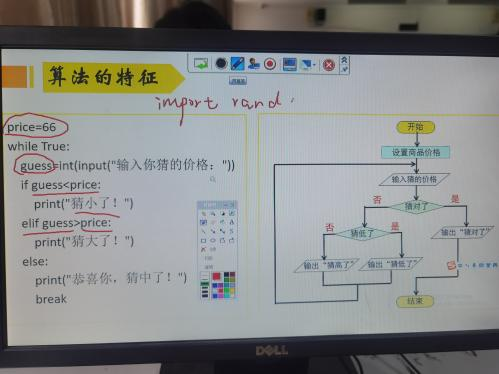 算法的特征
import rand
price=66
while True:
guess=int(input("输入你猜的价格："))
if guess<price:
print("猜小了！")
elif guess>price:
print("猜大了！")
else:
print("恭喜你，猜中了！")
break
开始
设置商品价格
输入猜的价格
猜对了
否
是
猜低了
否
是
输出“猜对了”
输出“猜高了”
输出“猜低了”
结束
DELL